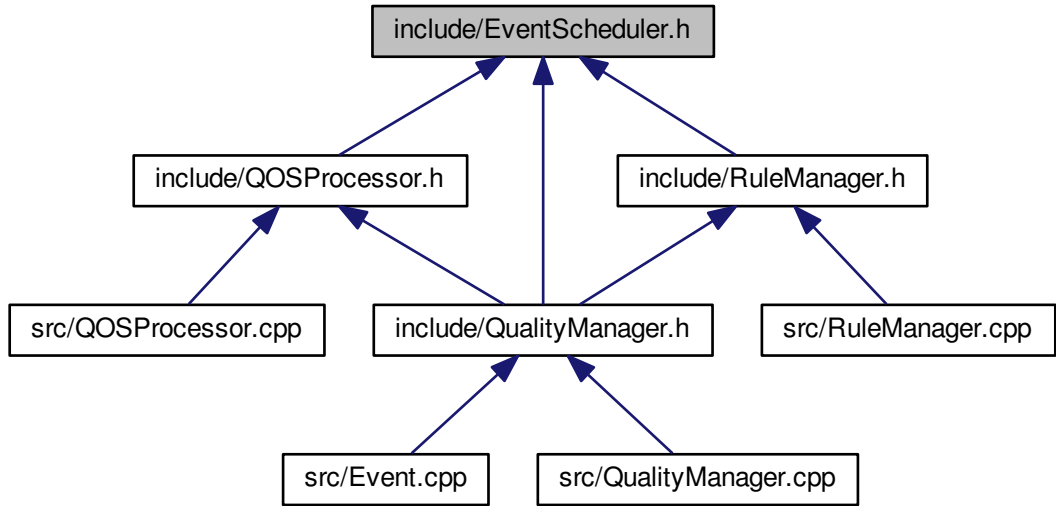 include/EventScheduler.h
include/QOSProcessor.h
include/RuleManager.h
src/QOSProcessor.cpp
include/QualityManager.h
src/RuleManager.cpp
src/Event.cpp
src/QualityManager.cpp